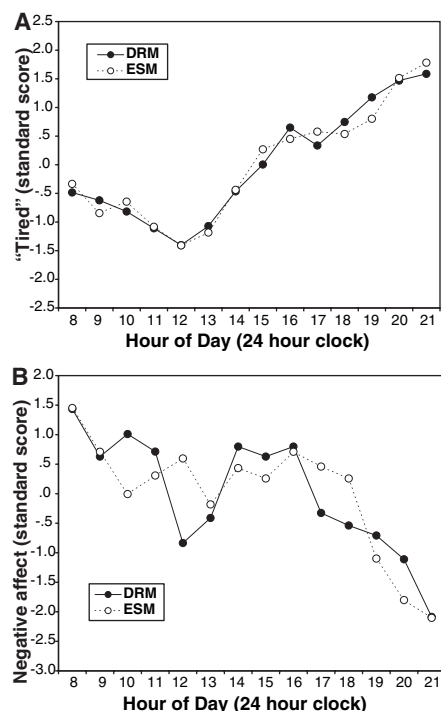 A
2.5
2.0
1.5
1.0
.5
.0
-.5
-1.0
-1.5
-2.0
-2.5
"Tired" (standard score)
DRM
ESM
8 9 10 11 12 13 14 15 16 17 18 19 20 21
Hour of Day (24 hour clock)
B
2.0
1.5
1.0
.5
.0
-.5
-1.0
-1.5
-2.0
-2.5
-3.0
Negative affect (standard score)
DRM
ESM
8 9 10 11 12 13 14 15 16 17 18 19 20 21
Hour of Day (24 hour clock)